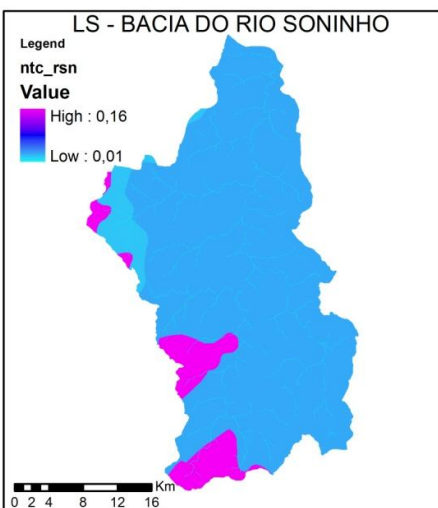 LS - BACIA DO RIO SONINHO
Legend
ntc_rsn
Value
High : 0,16
Low : 0,01
Km
0 2 4 8 12 16